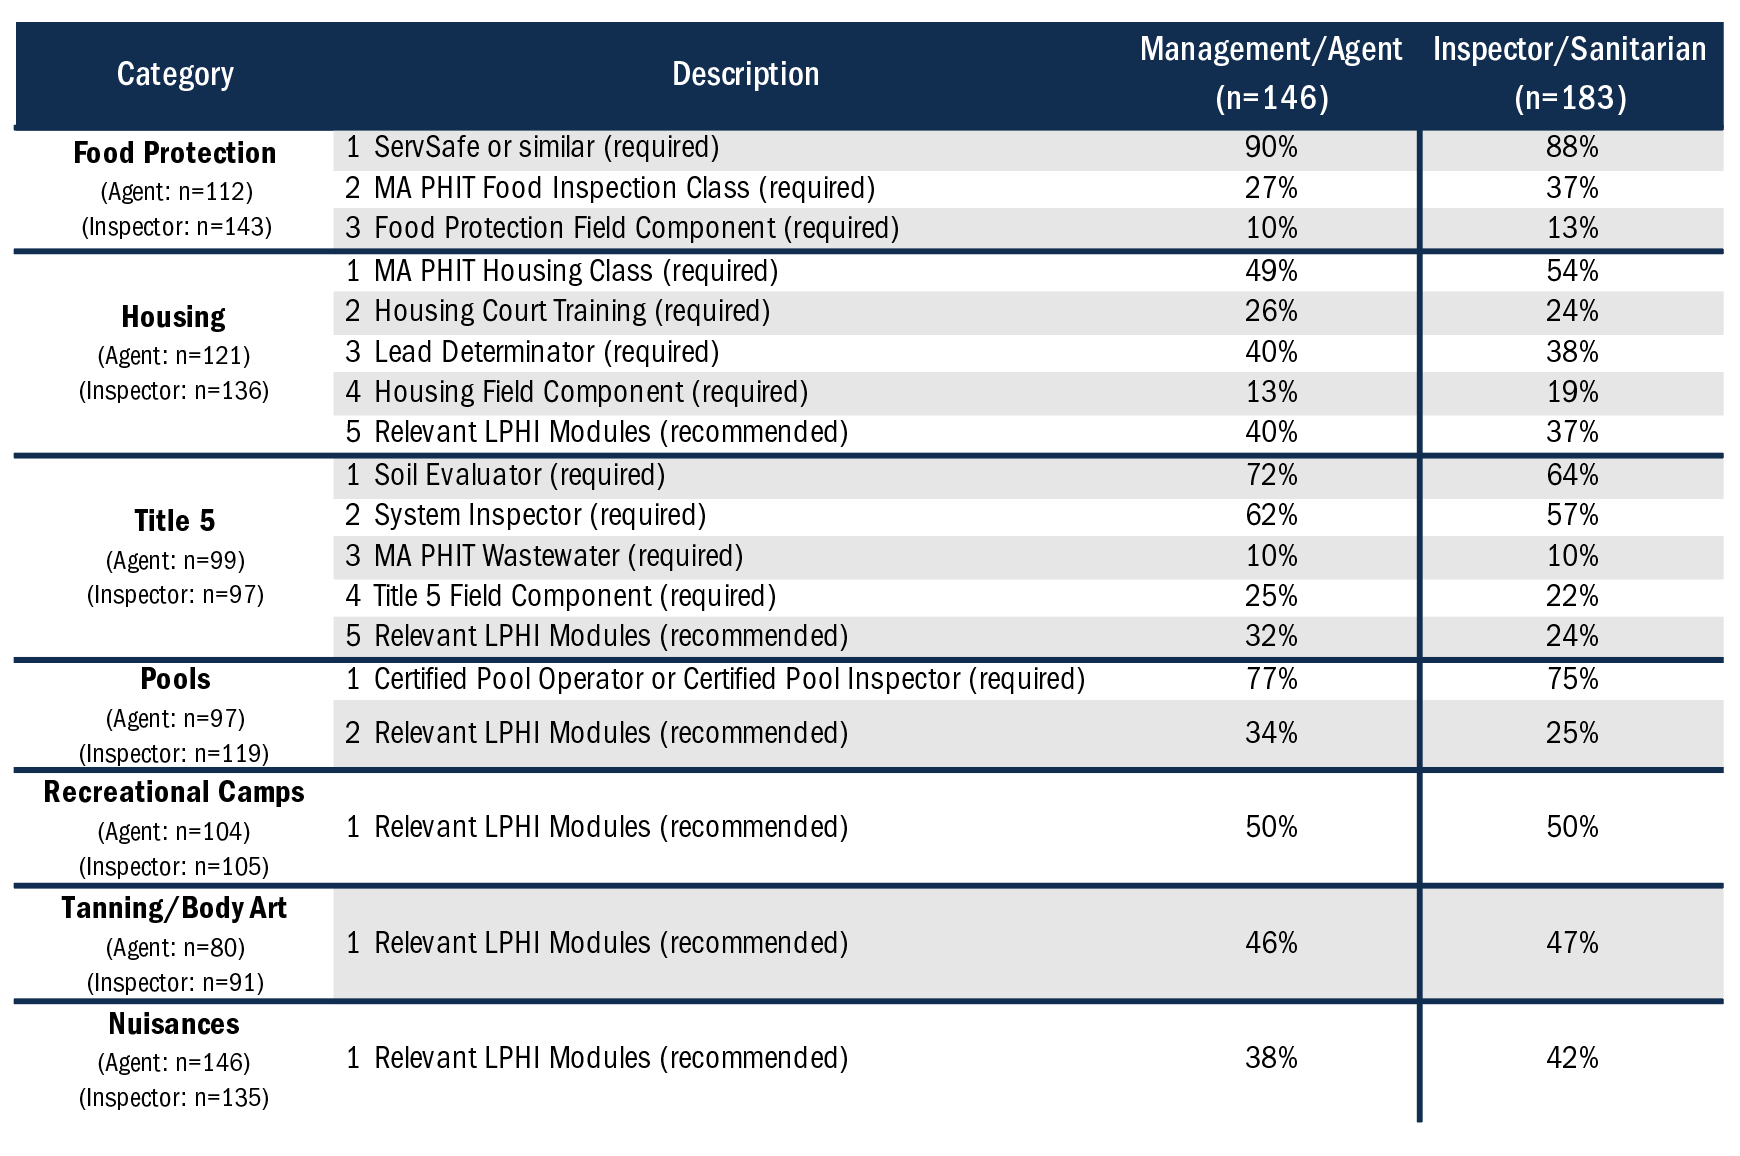 Category Description Management/Agent (n=146) Inspector/Sanitarian (n=183)
Food Protection
(Agent: n=112)
(Inspector: n=143)
1 ServSafe or similar (required) 90% 88%
2 MA PHIT Food Inspection Class (required) 27% 37%
3 Food Protection Field Component (required) 10% 13%
Housing
(Agent: n=121)
(Inspector: n=136)
1 MA PHIT Housing Class (required) 49% 54%
2 Housing Court Training (required) 26% 24%
3 Lead Determinator (required) 40% 38%
4 Housing Field Component (required) 13% 19%
5 Relevant LPHI Modules (recommended) 40% 37%
Title 5
(Agent: n=99)
(Inspector: n=97)
1 Soil Evaluator (required) 72% 64%
2 System Inspector (required) 62% 57%
3 MA PHIT Wastewater (required) 10% 10%
4 Title 5 Field Component (required) 25% 22%
5 Relevant LPHI Modules (recommended) 32% 24%
Pools
(Agent: n=97)
(Inspector: n=119)
1 Certified Pool Operator or Certified Pool Inspector (required) 77% 75%
2 Relevant LPHI Modules (recommended) 34% 25%
Recreational Camps
(Agent: n=104)
(Inspector: n=105)
1 Relevant LPHI Modules (recommended) 50% 50%
Tanning/Body Art
(Agent: n=80)
(Inspector: n=91)
1 Relevant LPHI Modules (recommended) 46% 47%
Nuisances
(Agent: n=146)
(Inspector: n=135)
1 Relevant LPHI Modules (recommended) 38% 42%